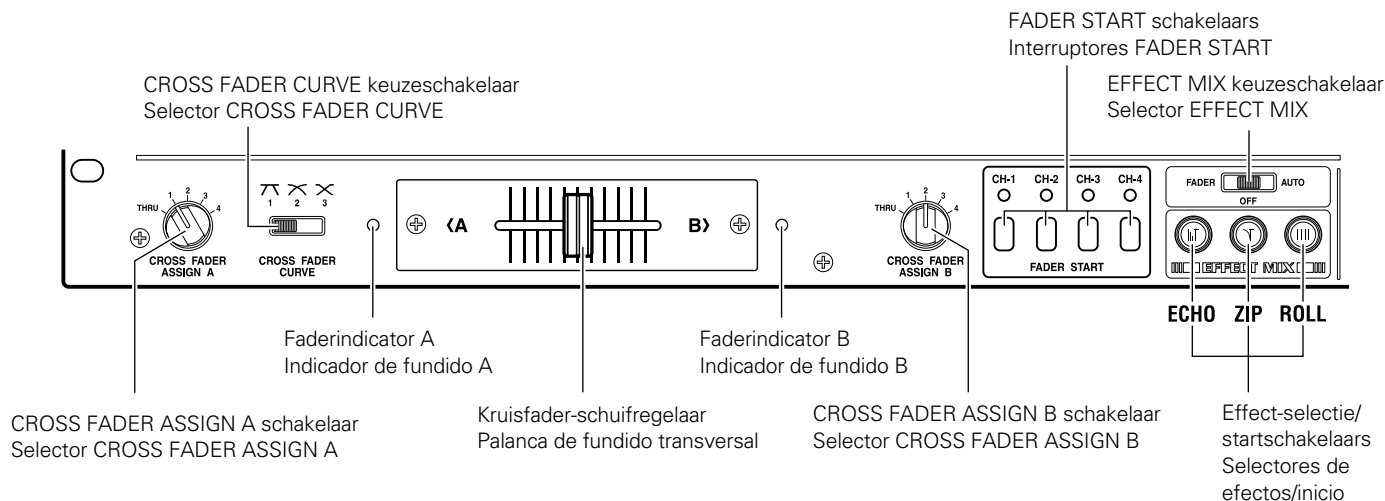 FADER START schakelaars
Interruptores FADER START
CROSS FADER CURVE keuzeschakelaar
Selector CROSS FADER CURVE
EFFECT MIX keuzeschakelaar
Selector EFFECT MIX
THRU 1 2 3 4
CROSS FADER
ASSIGN A
1 2 3
CROSS FADER
CURVE
⟨A
B⟩
THRU 1 2 3 4
CROSS FADER
ASSIGN B
CH-1 CH-2 CH-3 CH-4
FADER START
FADER AUTO
OFF
EFFECT MIX
ECHO ZIP ROLL
Faderindicator A
Indicador de fundido A
Faderindicator B
Indicador de fundido B
CROSS FADER ASSIGN A schakelaar
Selector CROSS FADER ASSIGN A
Kruisfader-schuifregelaar
Palanca de fundido transversal
CROSS FADER ASSIGN B schakelaar
Selector CROSS FADER ASSIGN B
Effect-selectie/
startschakelaars
Selectores de
efectos/inicio